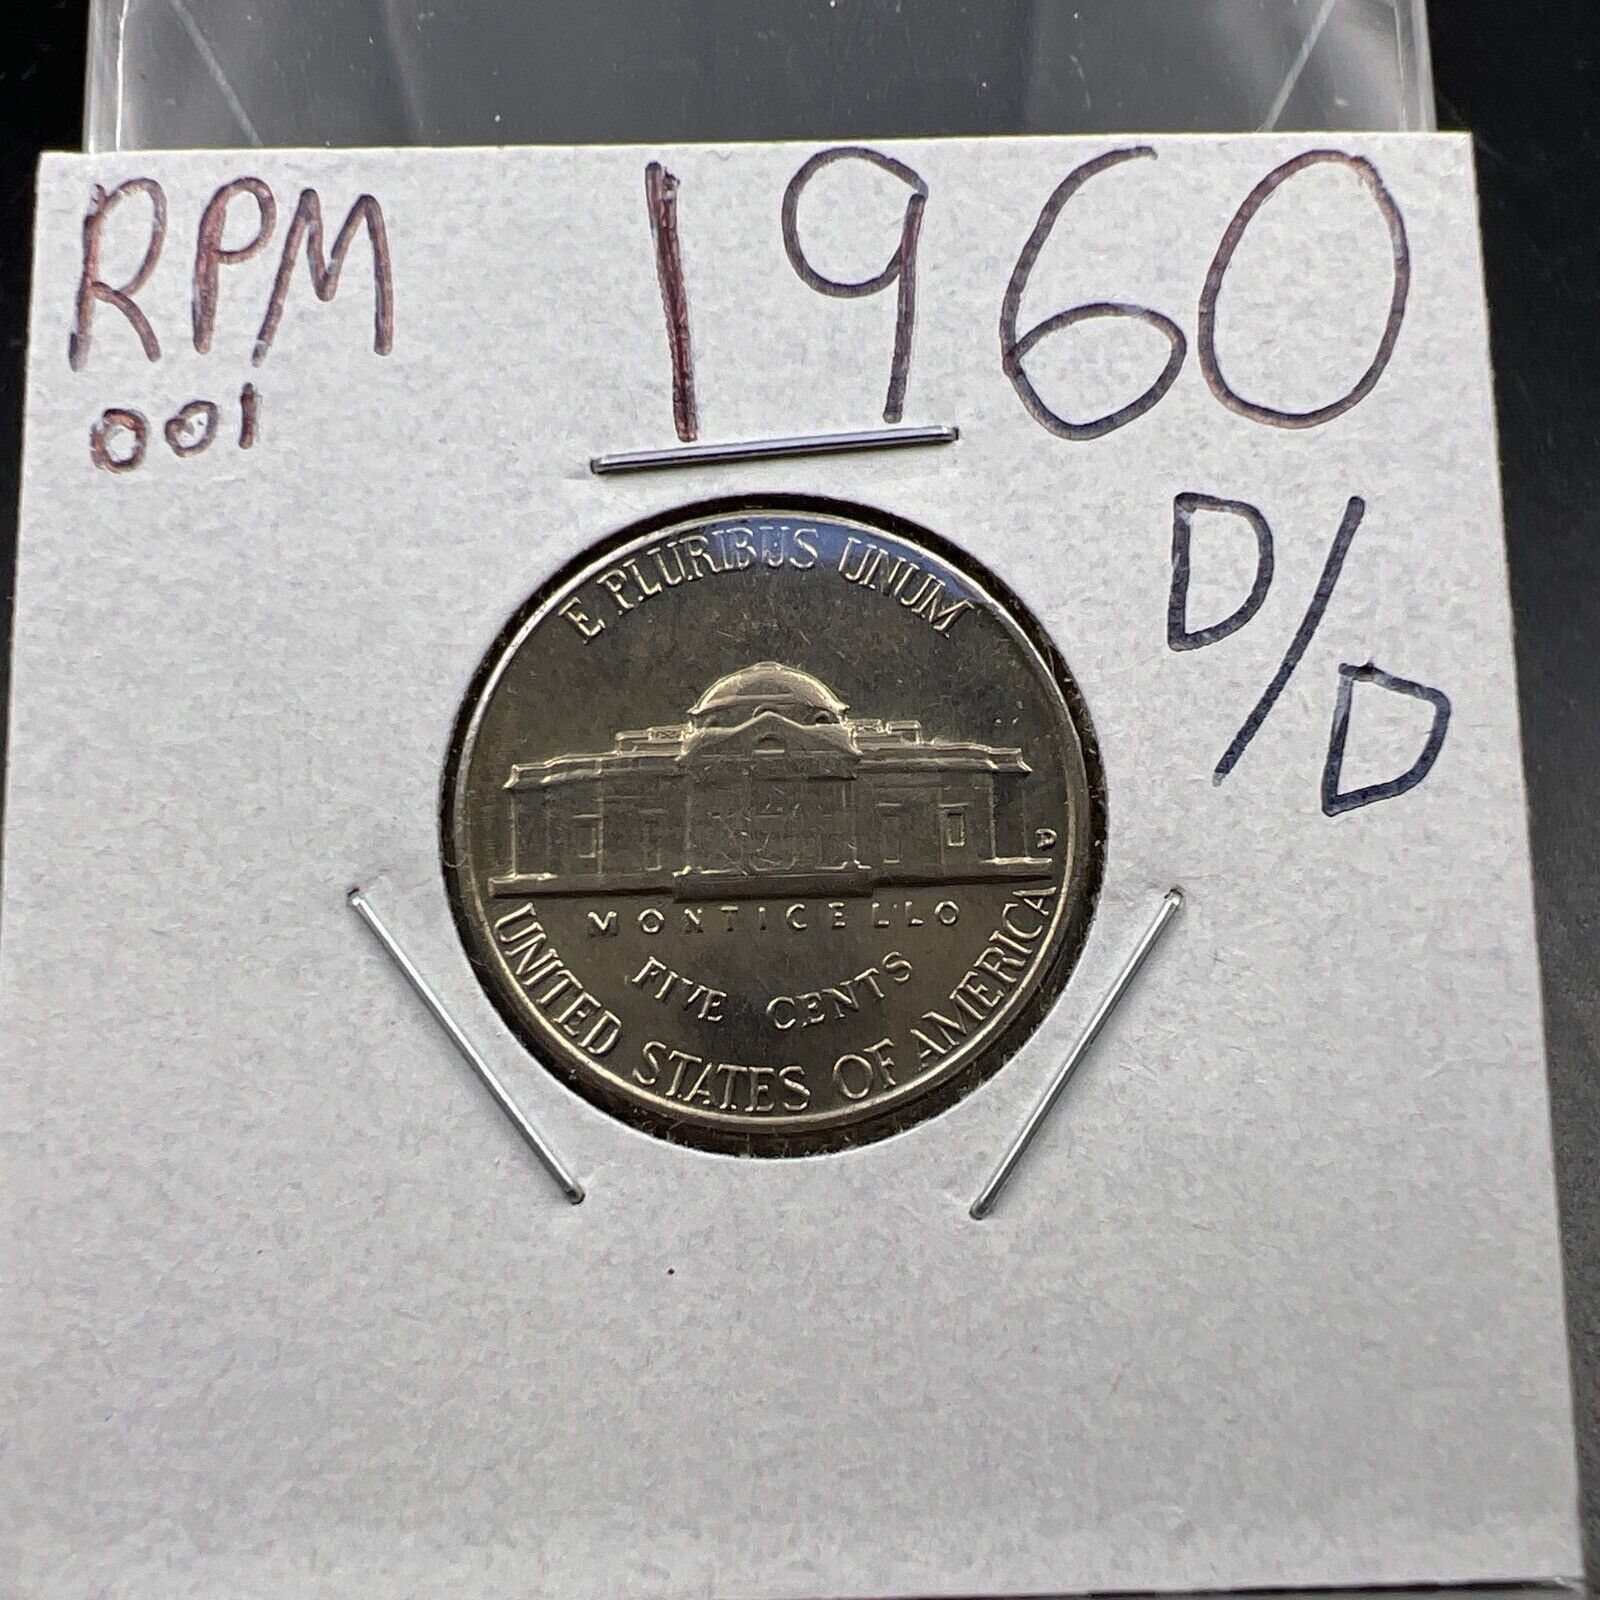 RPM 1960
001
D/D
E PLURIBUS UNUM
D
MONTICELLO
FIVE CENTS
UNITED STATES OF AMERICA